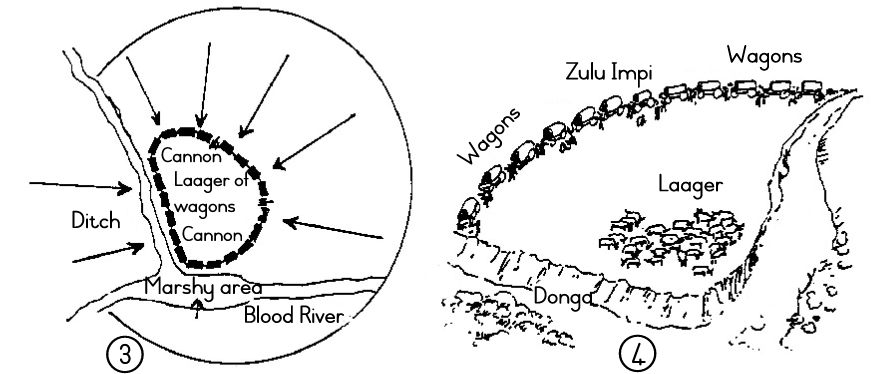 Cannon
Laager of
wagons
Cannon
Ditch
Marshy area
Blood River
3
Wagons
Zulu Impi
Wagons
Laager
Donga
4